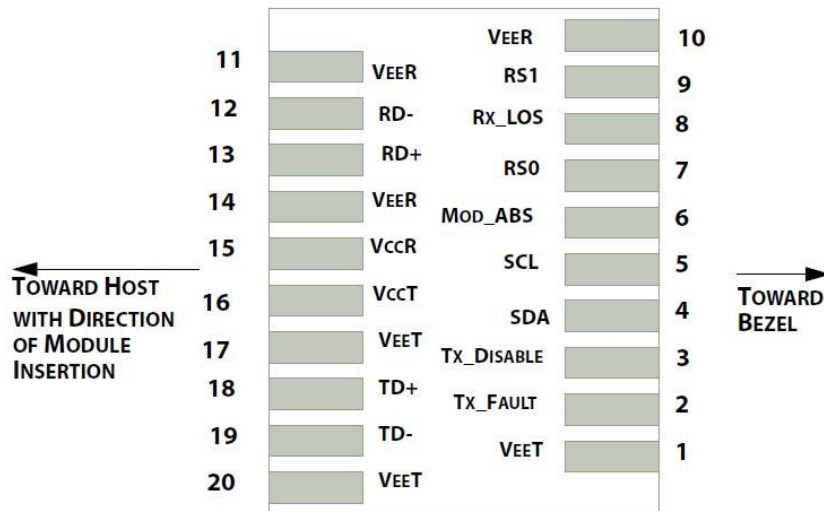 VEER 10
11 VEER
RS1 9
12 RD-
RX_LOS 8
13 RD+
RS0 7
14 VEER
MOD_ABS 6
15 VCCR
SCL 5
TOWARD HOST
WITH DIRECTION
OF MODULE
INSERTION
TOWARD
BEZEL
16 VCCT
SDA 4
17 VEET
TX_DISABLE 3
18 TD+
TX_FAULT 2
19 TD-
VEET 1
20 VEET